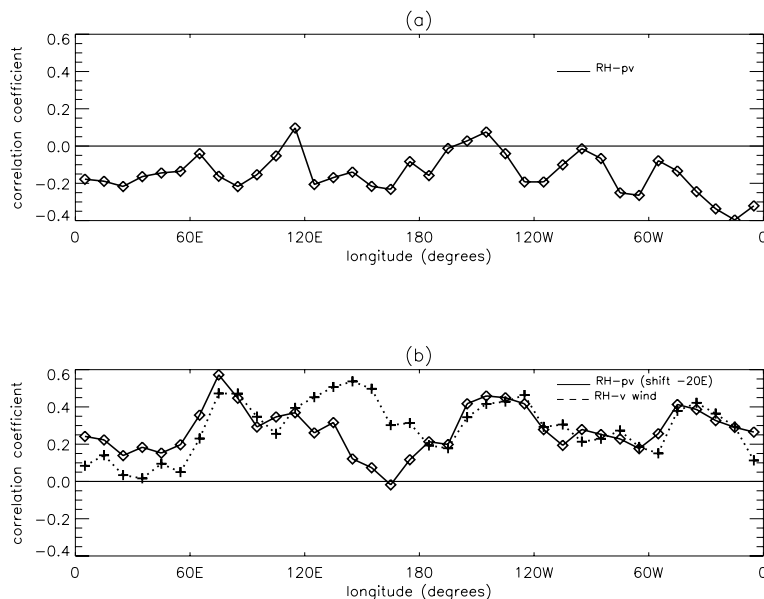 (a)
0.6
0.4
0.2
0.0
−0.2
−0.4
correlation coefficient
RH−pv
0 60E 120E 180 120W 60W 0
longitude (degrees)
(b)
0.6
0.4
0.2
0.0
−0.2
−0.4
correlation coefficient
RH−pv (shift −20E)
RH−v wind
0 60E 120E 180 120W 60W 0
longitude (degrees)